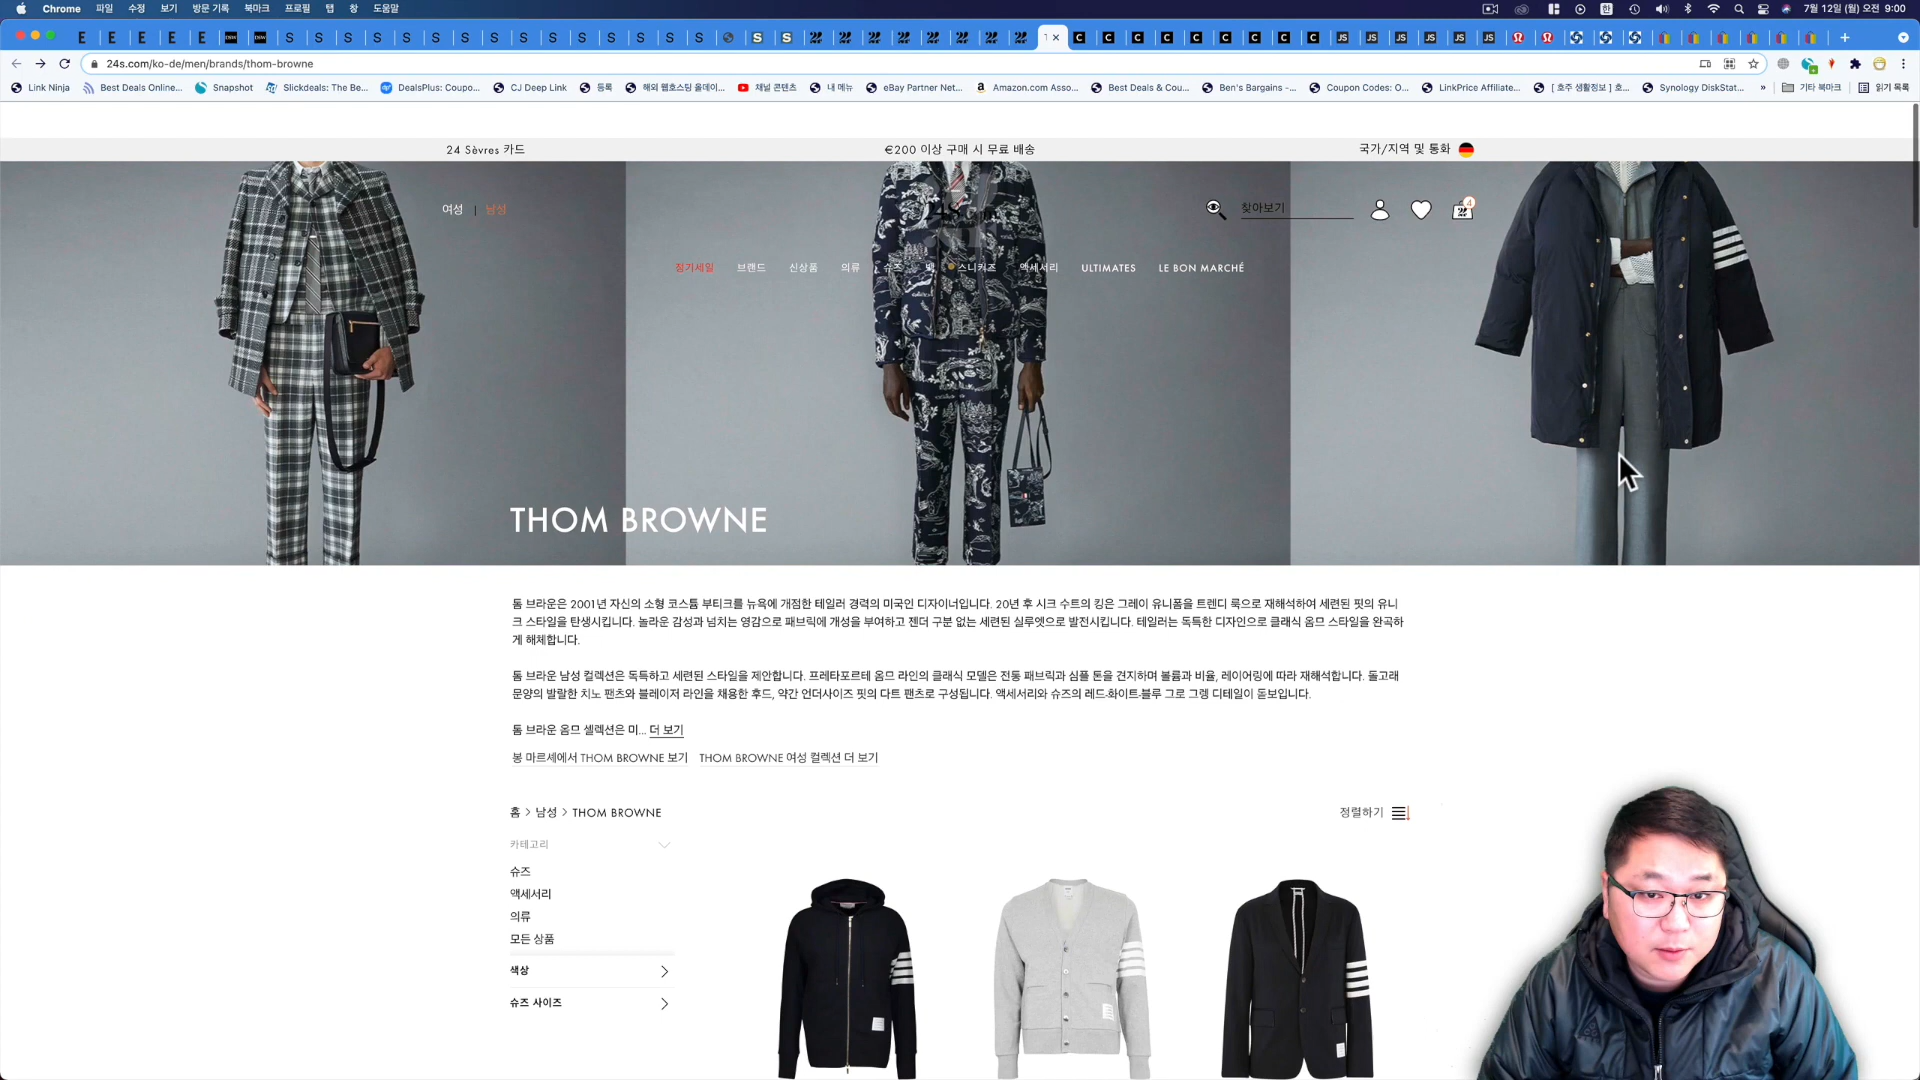 Chrome 파일 수정 보기 방문 기록 북마크 프로필 탭 창 도움말
7월 12일 (월) 오전 9:00
24s.com/ko-de/men/brands/thom-browne
Link Ninja Best Deals Online... Snapshot Slickdeals: The Be... DealsPlus: Coupo... CJ Deep Link 등록 해외 웹호스팅 올데이... 채널 콘텐츠 내 메뉴 eBay Partner Net... Amazon.com Asso... Best Deals & Cou... Ben's Bargains -... Coupon Codes: O... LinkPrice Affiliate... [ 호주 생활정보 ] 호... Synology DiskStat... » 기타 북마크 읽기 목록
24 Sèvres 카드
€200 이상 구매 시 무료 배송
국가/지역 및 통화
여성 | 남성
찾아보기
4
정기세일 브랜드 신상품 의류 슈즈 백 스니커즈 액세서리 ULTIMATES LE BON MARCHÉ
THOM BROWNE
톰 브라운은 2001년 자신의 소형 코스튬 부티크를 뉴욕에 개점한 테일러 경력의 미국인 디자이너입니다. 20년 후 시크 수트의 킹은 그레이 유니폼을 트렌디 룩으로 재해석하여 세련된 핏의 유니
크 스타일을 탄생시킵니다. 놀라운 감성과 넘치는 영감으로 패브릭에 개성을 부여하고 젠더 구분 없는 세련된 실루엣으로 발전시킵니다. 테일러는 독특한 디자인으로 클래식 옴므 스타일을 완곡하
게 해체합니다.
톰 브라운 남성 컬렉션은 독특하고 세련된 스타일을 제안합니다. 프레타포르테 옴므 라인의 클래식 모델은 전통 패브릭과 심플 톤을 견지하며 볼륨과 비율, 레이어링에 따라 재해석합니다. 돌고래
문양의 발랄한 치노 팬츠와 블레이저 라인을 채용한 후드, 약간 언더사이즈 핏의 다트 팬츠로 구성됩니다. 액세서리와 슈즈의 레드-화이트-블루 그로 그랭 디테일이 돋보입니다.
톰 브라운 옴므 셀렉션은 미... 더 보기
봉 마르셰에서 THOM BROWNE 보기 THOM BROWNE 여성 컬렉션 더 보기
홈 > 남성 > THOM BROWNE
정렬하기
카테고리
슈즈
액세서리
의류
모든 상품
색상
슈즈 사이즈